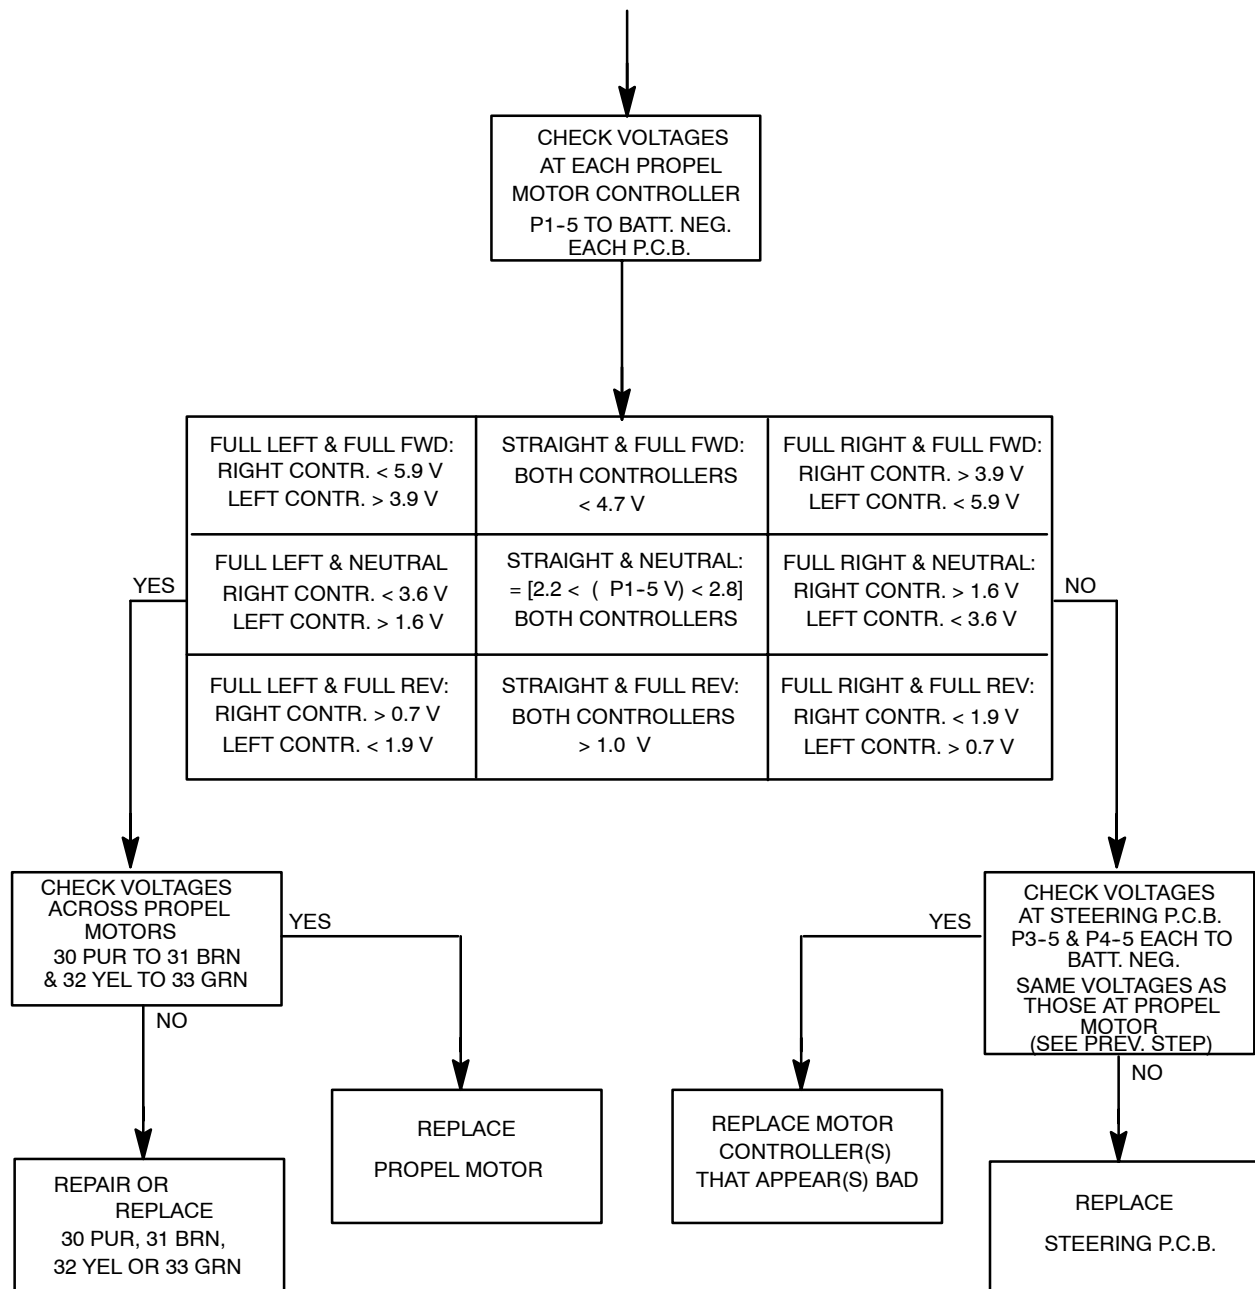 CHECK VOLTAGES
AT EACH PROPEL
MOTOR CONTROLLER
P1-5 TO BATT. NEG.
EACH P.C.B.
FULL LEFT & FULL FWD:
RIGHT CONTR. < 5.9 V
LEFT CONTR. > 3.9 V
STRAIGHT & FULL FWD:
BOTH CONTROLLERS
< 4.7 V
FULL RIGHT & FULL FWD:
RIGHT CONTR. > 3.9 V
LEFT CONTR. < 5.9 V
FULL LEFT & NEUTRAL
RIGHT CONTR. < 3.6 V
LEFT CONTR. > 1.6 V
STRAIGHT & NEUTRAL:
= [2.2 < ( P1-5 V) < 2.8]
BOTH CONTROLLERS
FULL RIGHT & NEUTRAL:
RIGHT CONTR. > 1.6 V
LEFT CONTR. < 3.6 V
FULL LEFT & FULL REV:
RIGHT CONTR. > 0.7 V
LEFT CONTR. < 1.9 V
STRAIGHT & FULL REV:
BOTH CONTROLLERS
> 1.0 V
FULL RIGHT & FULL REV:
RIGHT CONTR. < 1.9 V
LEFT CONTR. > 0.7 V
YES
NO
CHECK VOLTAGES
ACROSS PROPEL
MOTORS
30 PUR TO 31 BRN
& 32 YEL TO 33 GRN
YES
NO
REPLACE
PROPEL MOTOR
REPAIR OR
REPLACE
30 PUR, 31 BRN,
32 YEL OR 33 GRN
CHECK VOLTAGES
AT STEERING P.C.B.
P3-5 & P4-5 EACH TO
BATT. NEG.
SAME VOLTAGES AS
THOSE AT PROPEL
MOTOR
(SEE PREV. STEP)
YES
NO
REPLACE MOTOR
CONTROLLER(S)
THAT APPEAR(S) BAD
REPLACE
STEERING P.C.B.